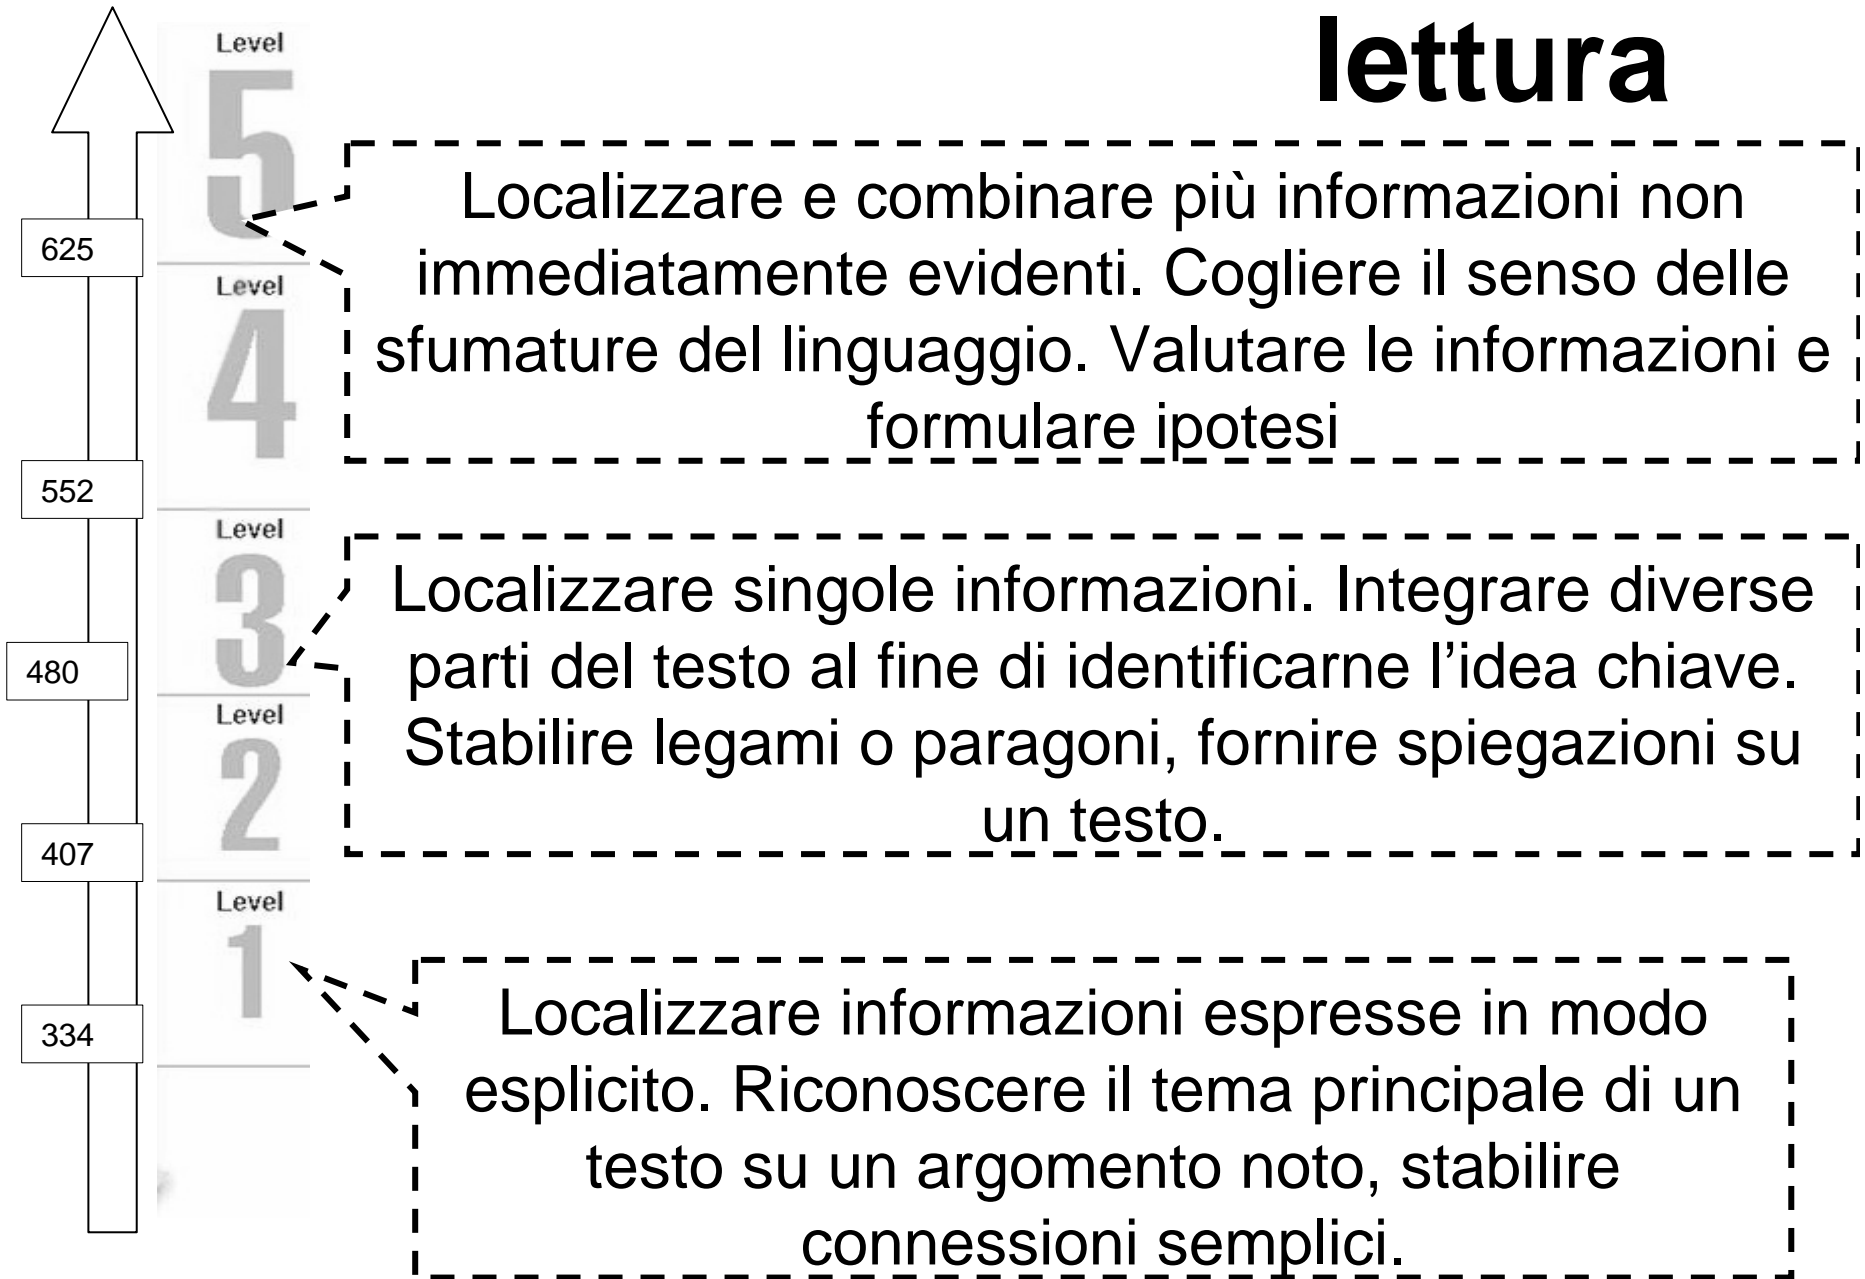 lettura
Level
5
Localizzare e combinare più informazioni non
immediatamente evidenti. Cogliere il senso delle
sfumature del linguaggio. Valutare le informazioni e
formulare ipotesi
625
Level
4
552
Level
3
Localizzare singole informazioni. Integrare diverse
parti del testo al fine di identificarne l’idea chiave.
Stabilire legami o paragoni, fornire spiegazioni su
un testo.
480
Level
2
407
Level
1
Localizzare informazioni espresse in modo
esplicito. Riconoscere il tema principale di un
testo su un argomento noto, stabilire
connessioni semplici.
334